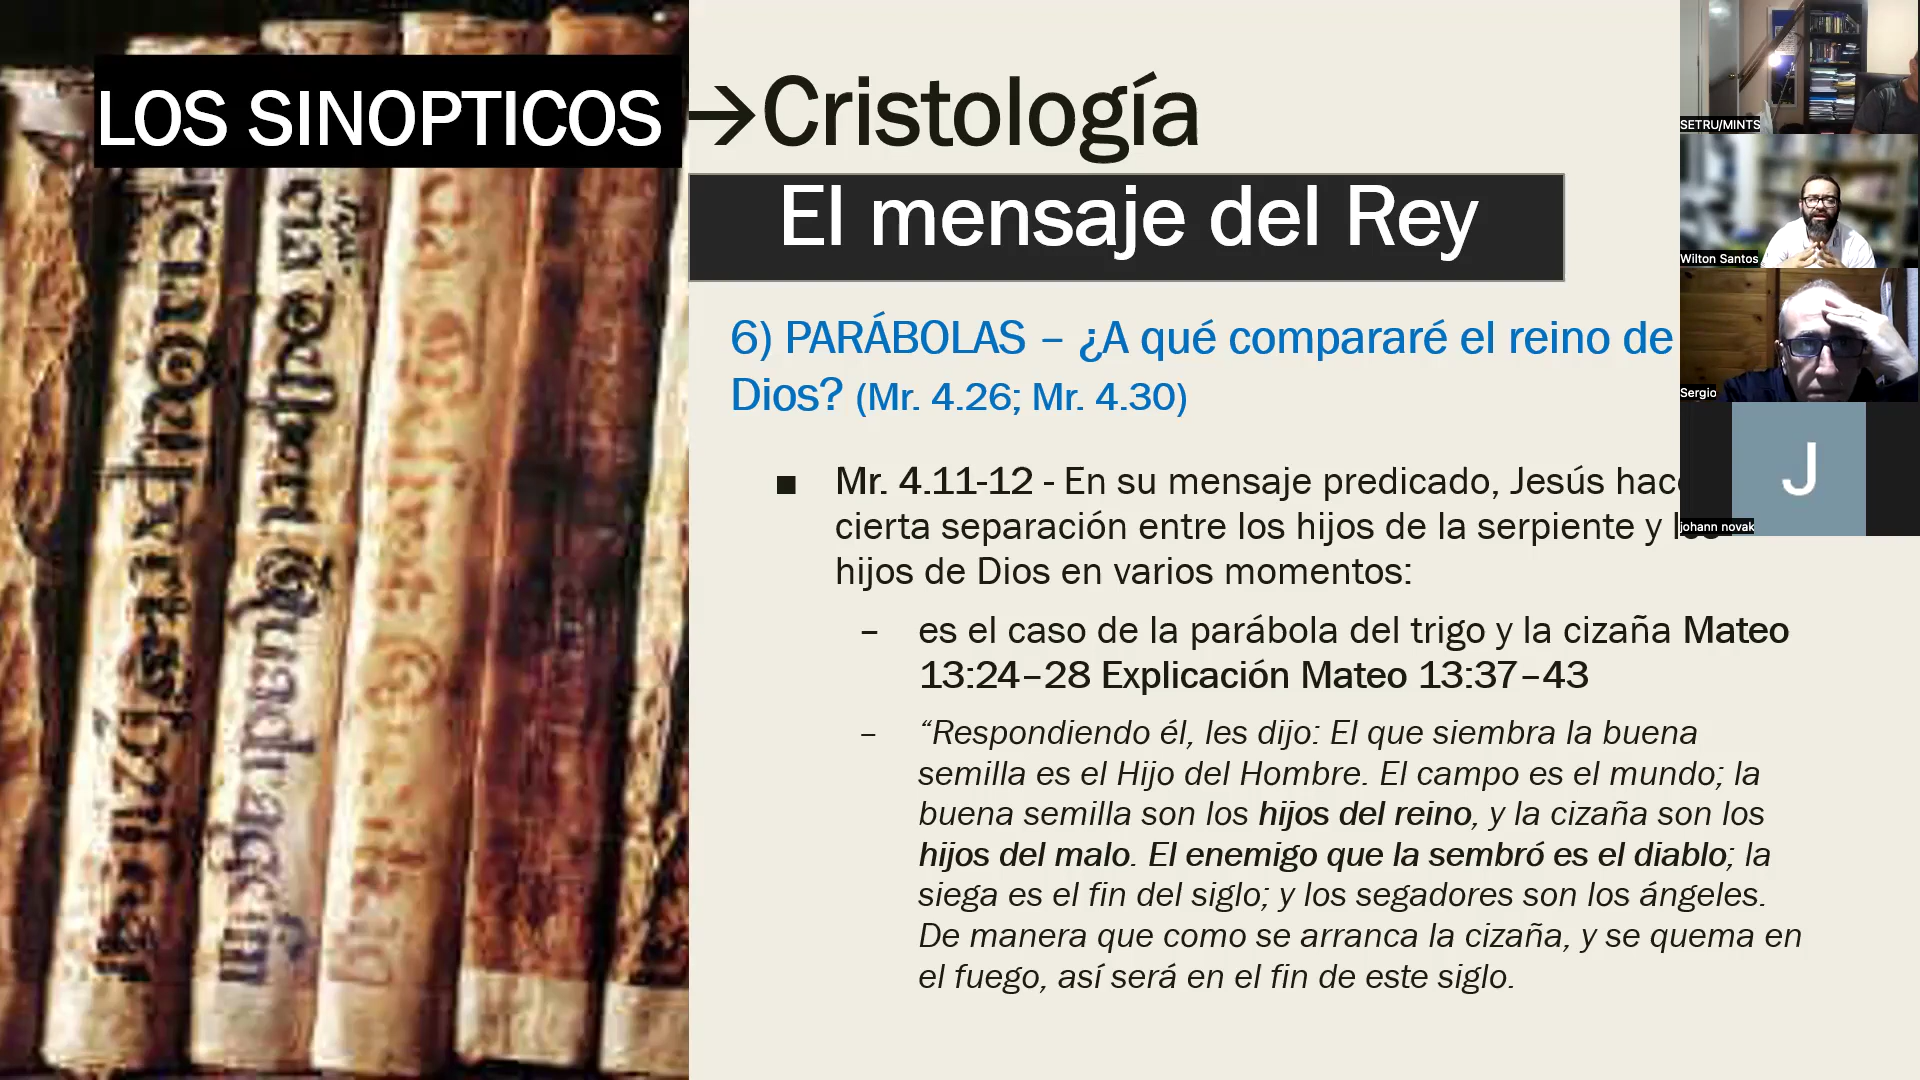 LOS SINOPTICOS →Cristología
El mensaje del Rey
6) PARÁBOLAS – ¿A qué compararé el reino de
Dios? (Mr. 4.26; Mr. 4.30)
■ Mr. 4.11-12 - En su mensaje predicado, Jesús hace
cierta separación entre los hijos de la serpiente y los
hijos de Dios en varios momentos:
– es el caso de la parábola del trigo y la cizaña Mateo
13:24–28 Explicación Mateo 13:37–43
– “Respondiendo él, les dijo: El que siembra la buena
semilla es el Hijo del Hombre. El campo es el mundo; la
buena semilla son los hijos del reino, y la cizaña son los
hijos del malo. El enemigo que la sembró es el diablo; la
siega es el fin del siglo; y los segadores son los ángeles.
De manera que como se arranca la cizaña, y se quema en
el fuego, así será en el fin de este siglo.
SETRU/MINTS
Wilton Santos
Sergio
J
johann novak